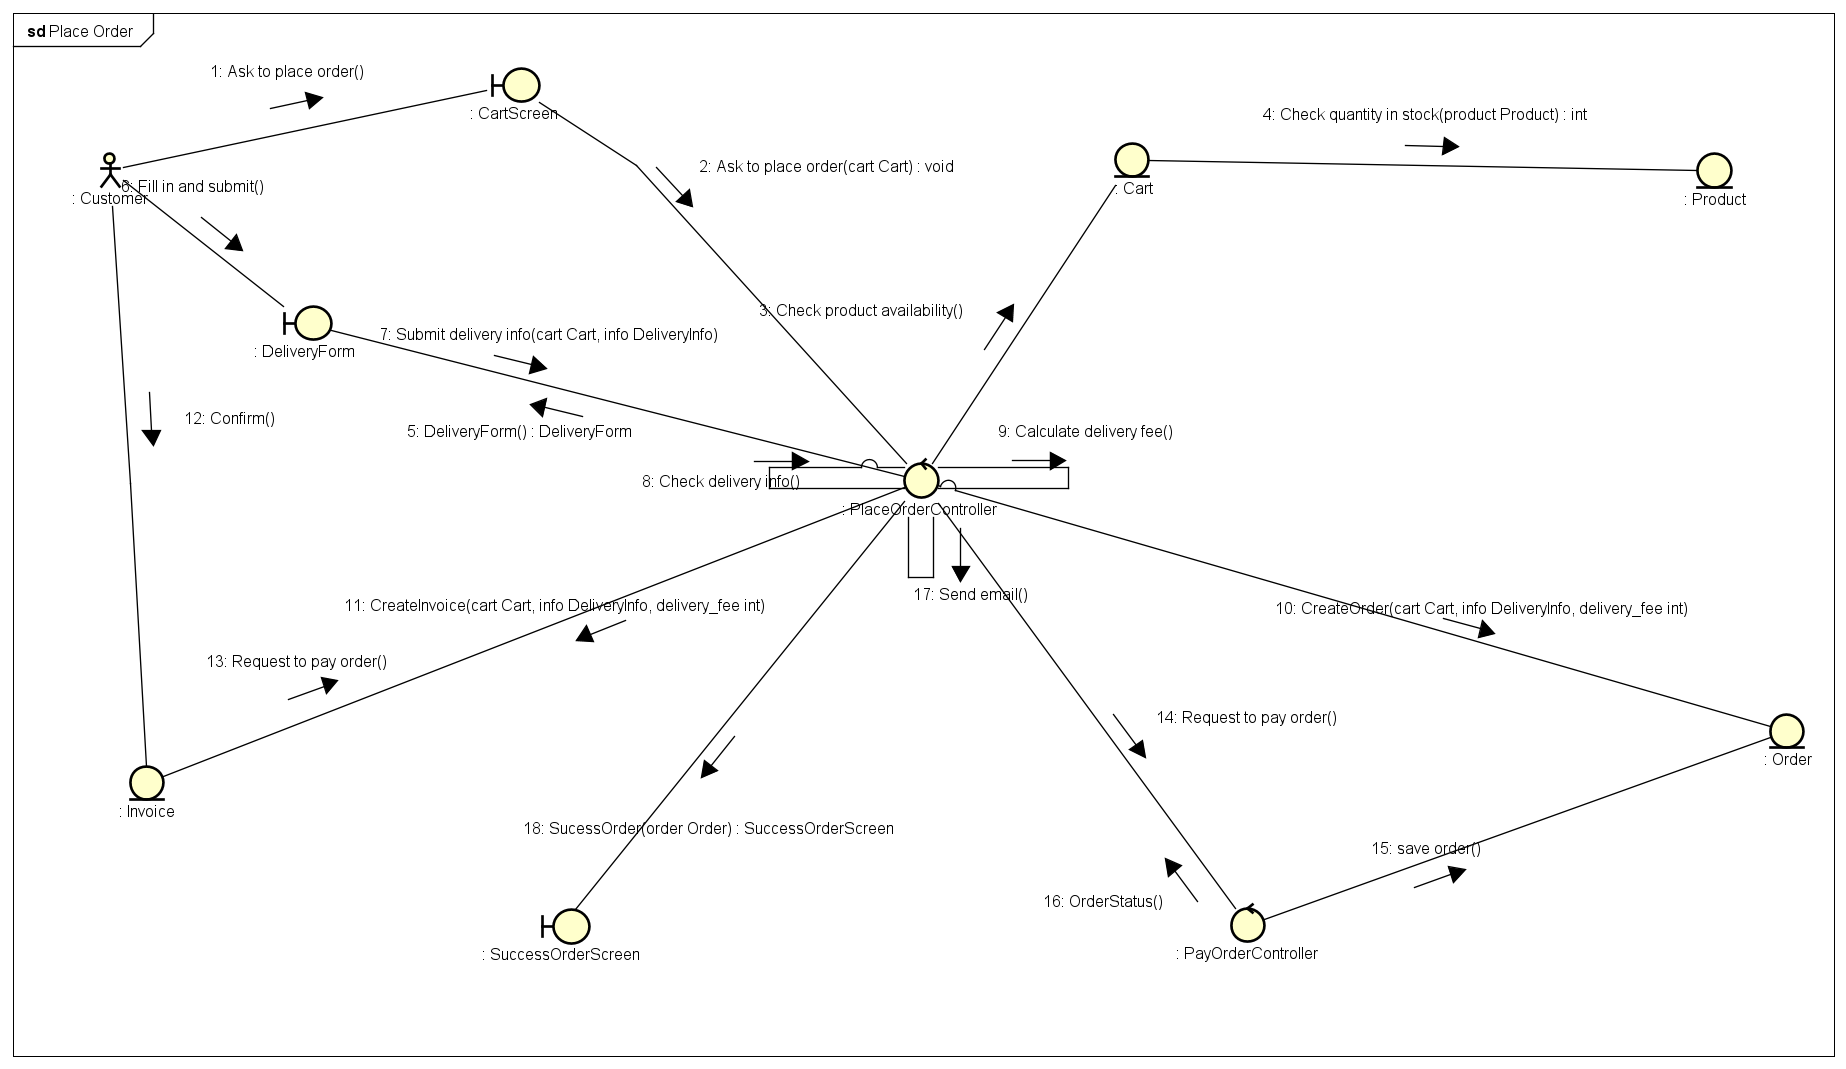 sd Place Order
1: Ask to place order()
: CartScreen
4: Check quantity in stock(product Product) : int
2: Ask to place order(cart Cart) : void
: Cart
: Product
6: Fill in and submit()
: Customer
3: Check product availability()
7: Submit delivery info(cart Cart, info DeliveryInfo)
: DeliveryForm
12: Confirm()
5: DeliveryForm() : DeliveryForm
9: Calculate delivery fee()
8: Check delivery info()
: PlaceOrderController
17: Send email()
11: CreateInvoice(cart Cart, info DeliveryInfo, delivery_fee int)
10: CreateOrder(cart Cart, info DeliveryInfo, delivery_fee int)
13: Request to pay order()
14: Request to pay order()
: Order
: Invoice
18: SucessOrder(order Order) : SuccessOrderScreen
15: save order()
16: OrderStatus()
: SuccessOrderScreen
: PayOrderController